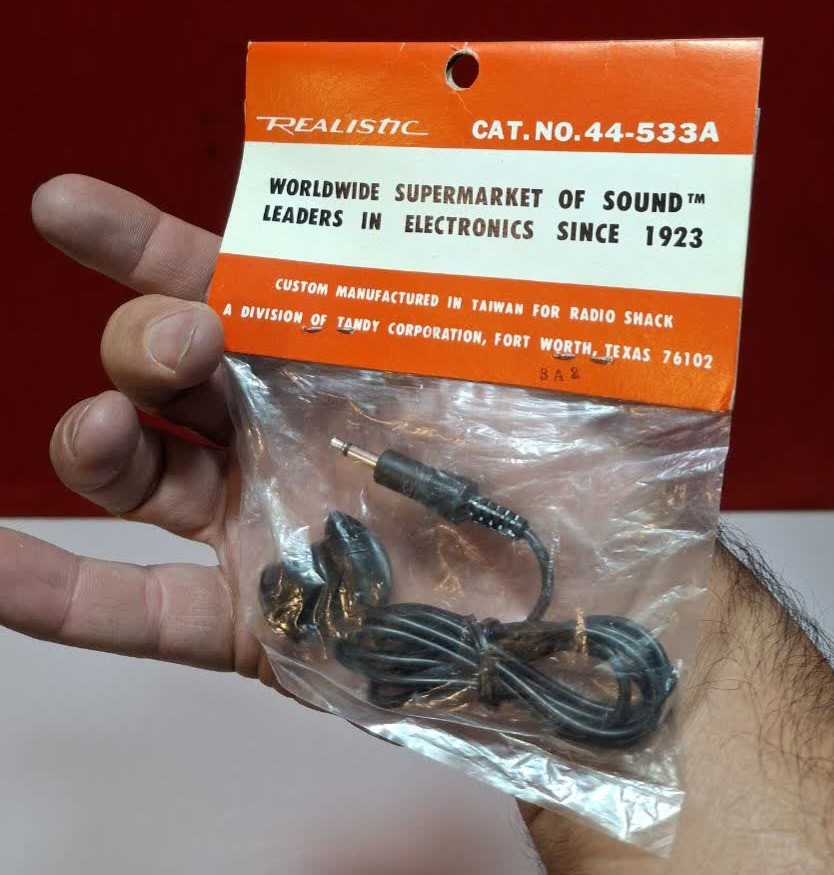 REALISTIC CAT. NO. 44-533A
WORLDWIDE SUPERMARKET OF SOUND™
LEADERS IN ELECTRONICS SINCE 1923
CUSTOM MANUFACTURED IN TAIWAN FOR RADIO SHACK
A DIVISION OF TANDY CORPORATION, FORT WORTH, TEXAS 76102
8A2